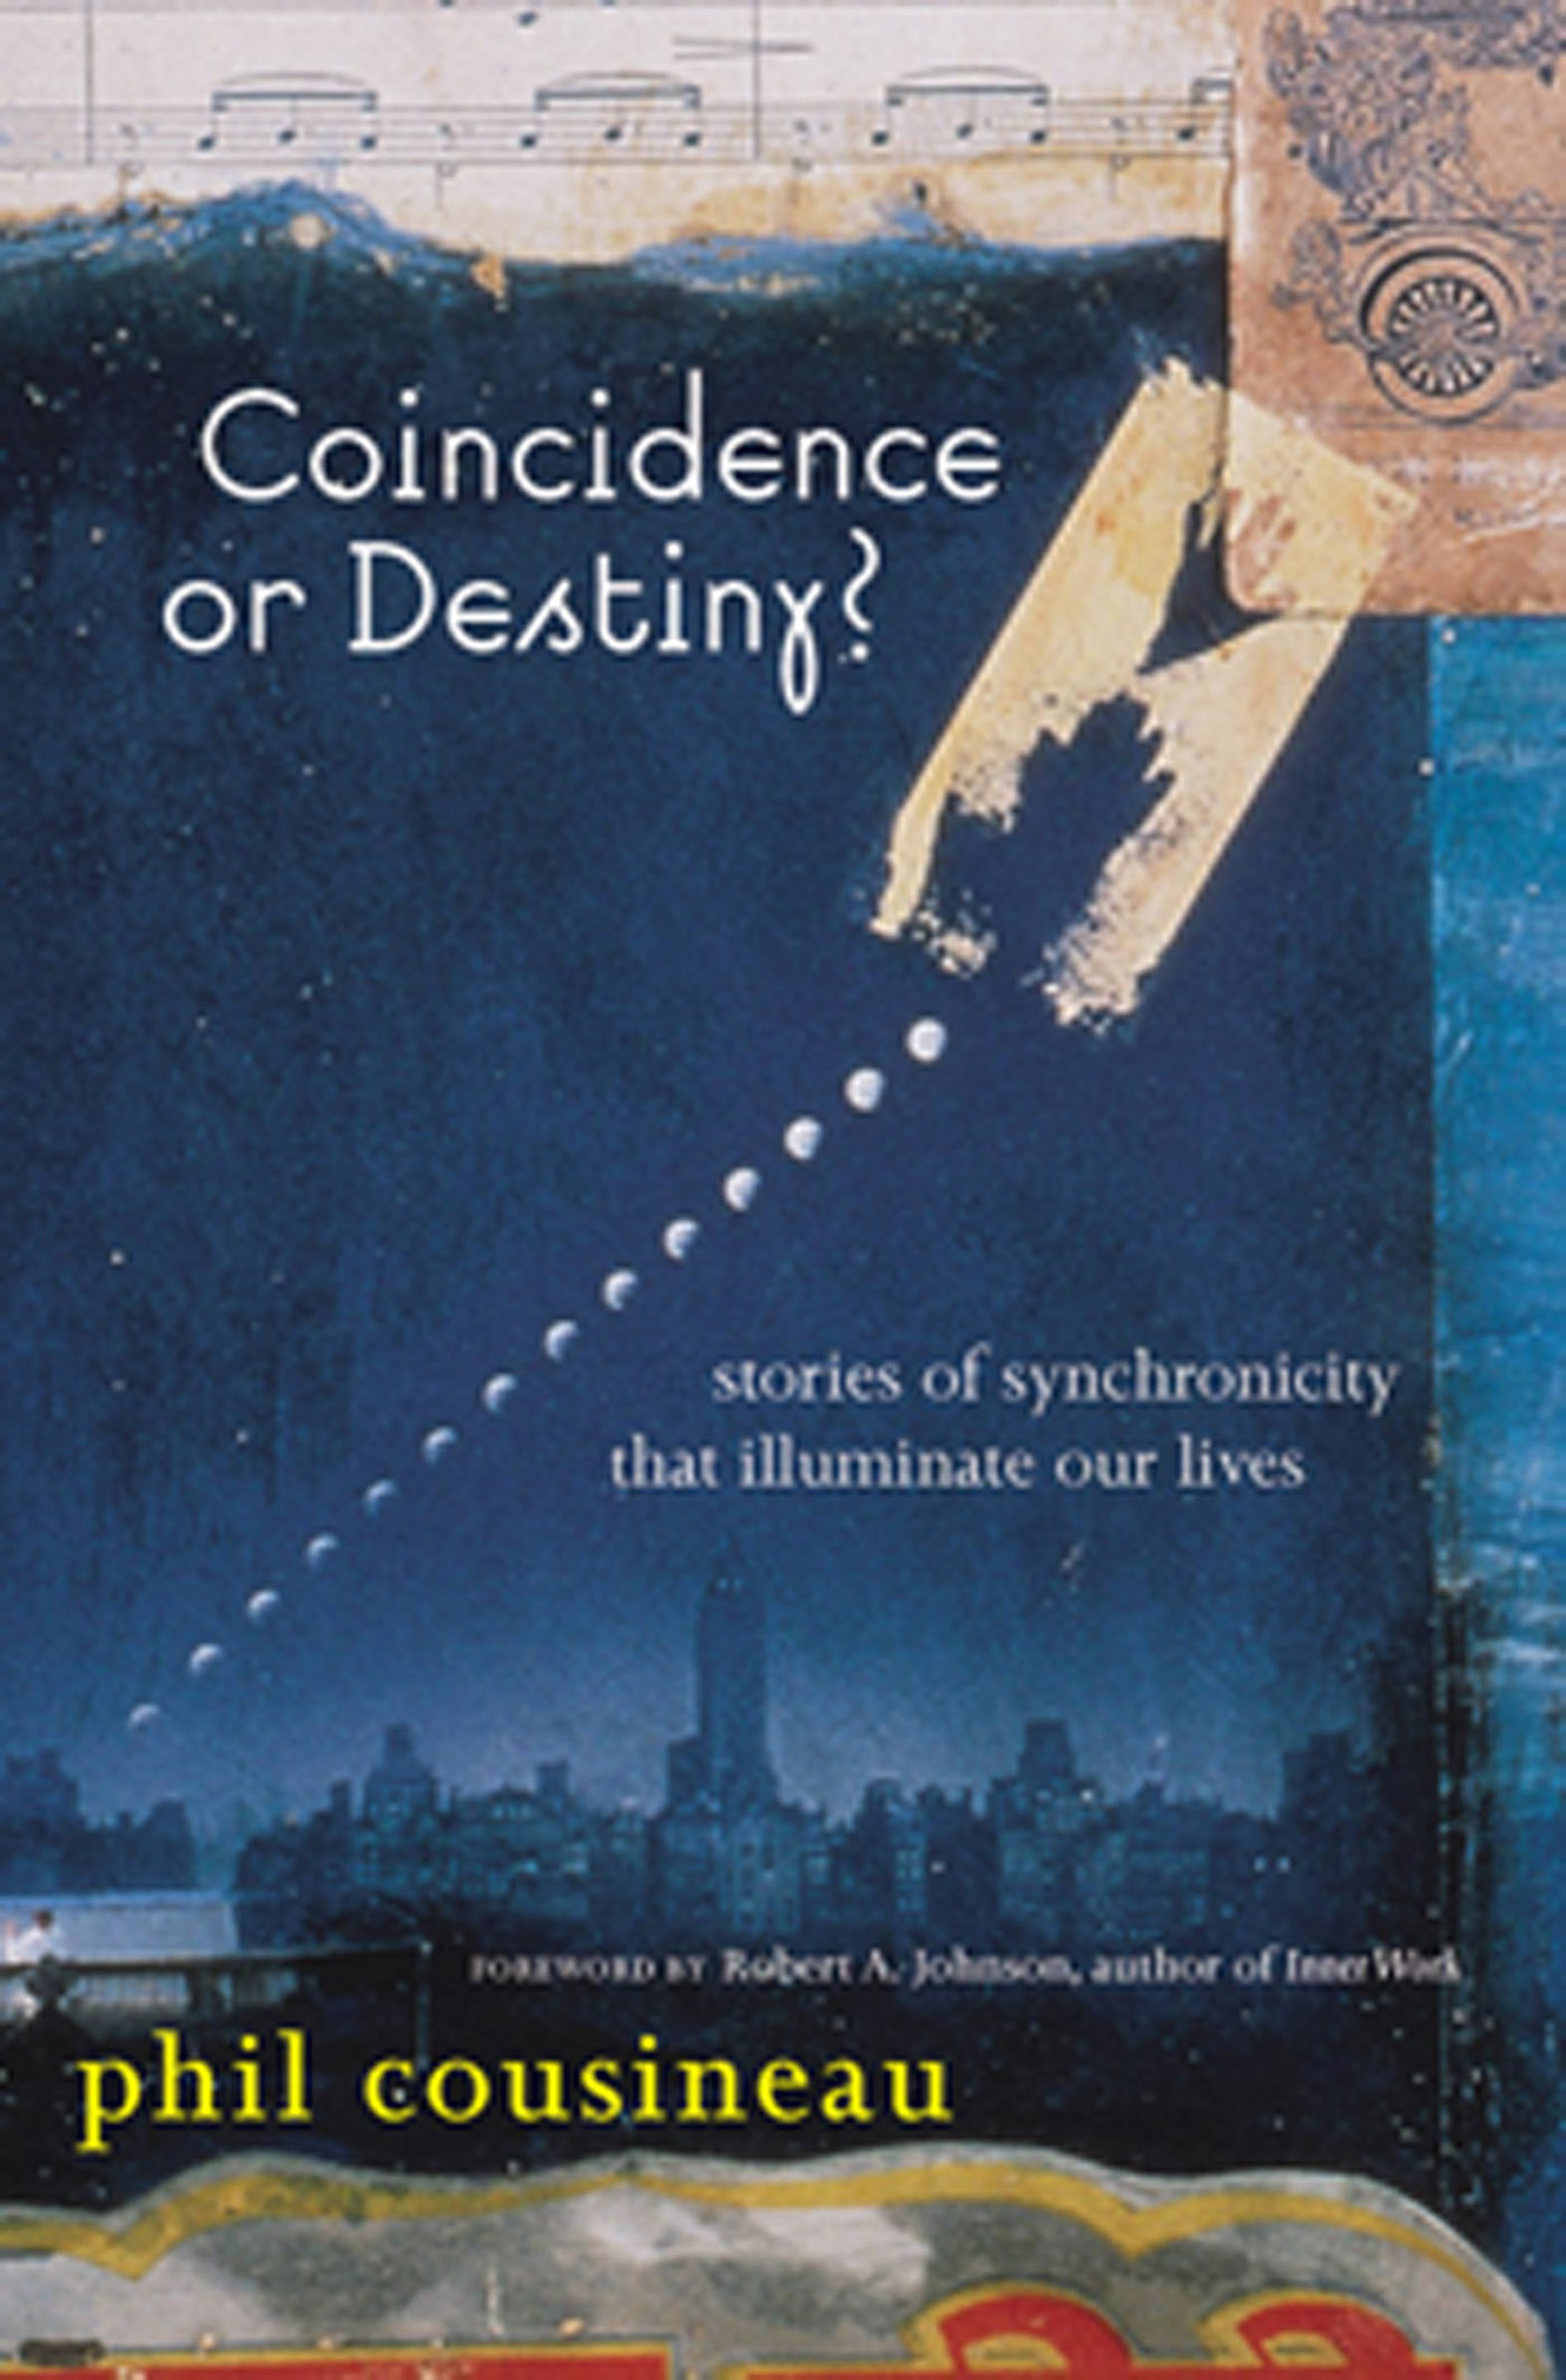 Coincidence
or Destiny?
stories of synchronicity
that illuminate our lives
FOREWORD BY Robert A. Johnson, author of Inner Work
phil cousineau